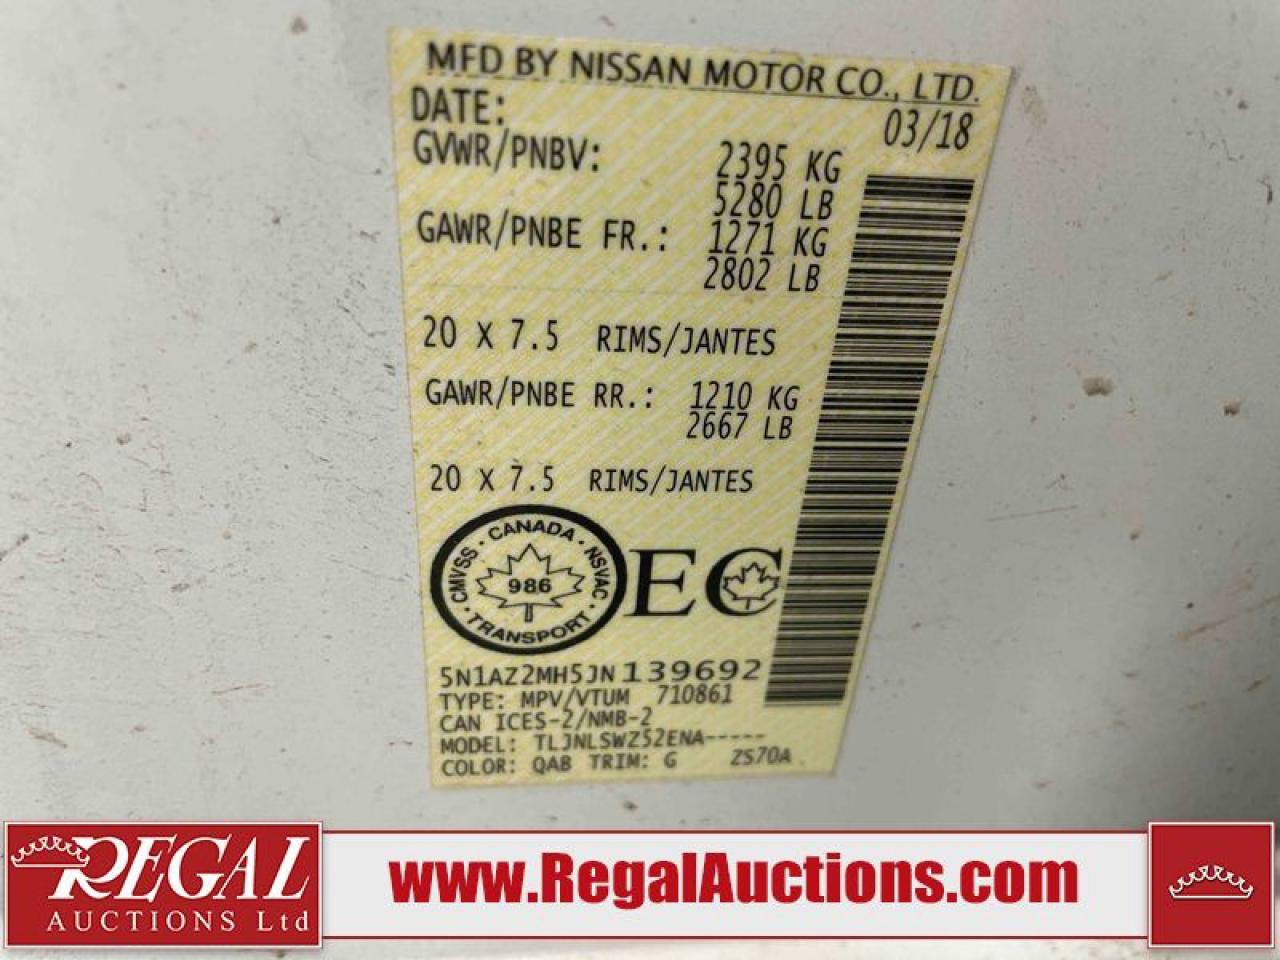 MFD BY NISSAN MOTOR CO., LTD.
DATE: 03/18
GVWR/PNBV: 2395 KG
5280 LB
GAWR/PNBE FR.: 1271 KG
2802 LB
20 X 7.5 RIMS/JANTES
GAWR/PNBE RR.: 1210 KG
2667 LB
20 X 7.5 RIMS/JANTES
CMVSS · CANADA · NSVAC · TRANSPORT ·
986
EC
5N1AZ2MH5JN139692
TYPE: MPV/VTUM 710861
CAN ICES-2/NMB-2
MODEL: TLJNLSWZ52ENA-----
COLOR: QAB TRIM: G ZS70A
REGAL
AUCTIONS Ltd
www.RegalAuctions.com